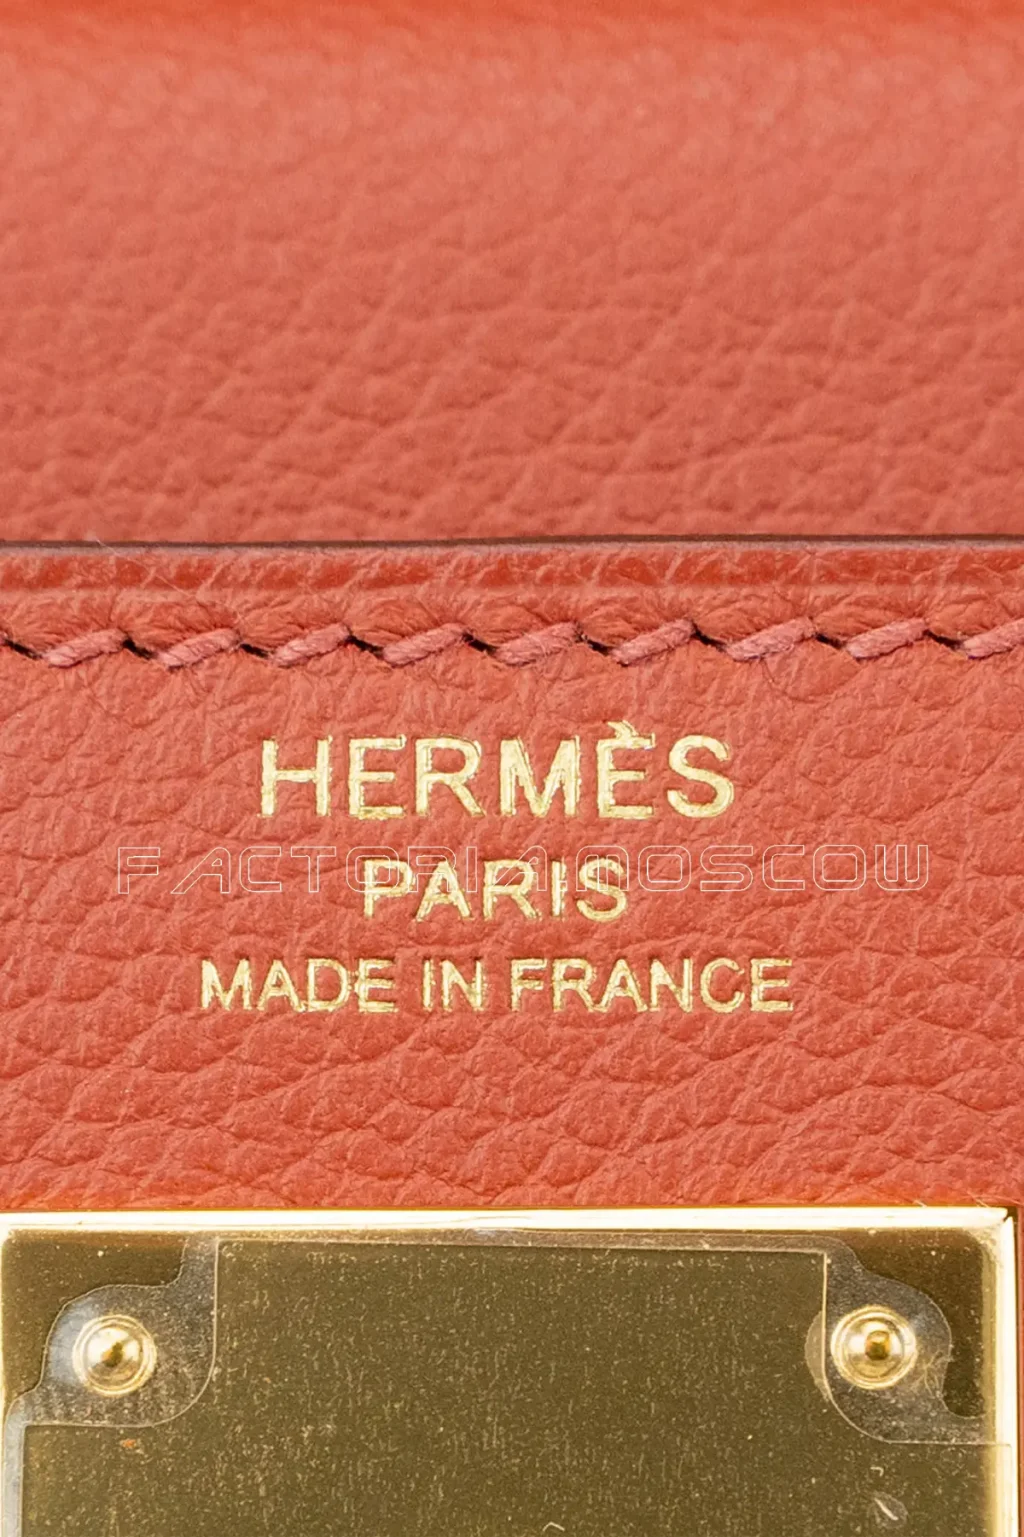 HERMÈS
FACTORIAMOSCOW
PARIS
MADE IN FRANCE